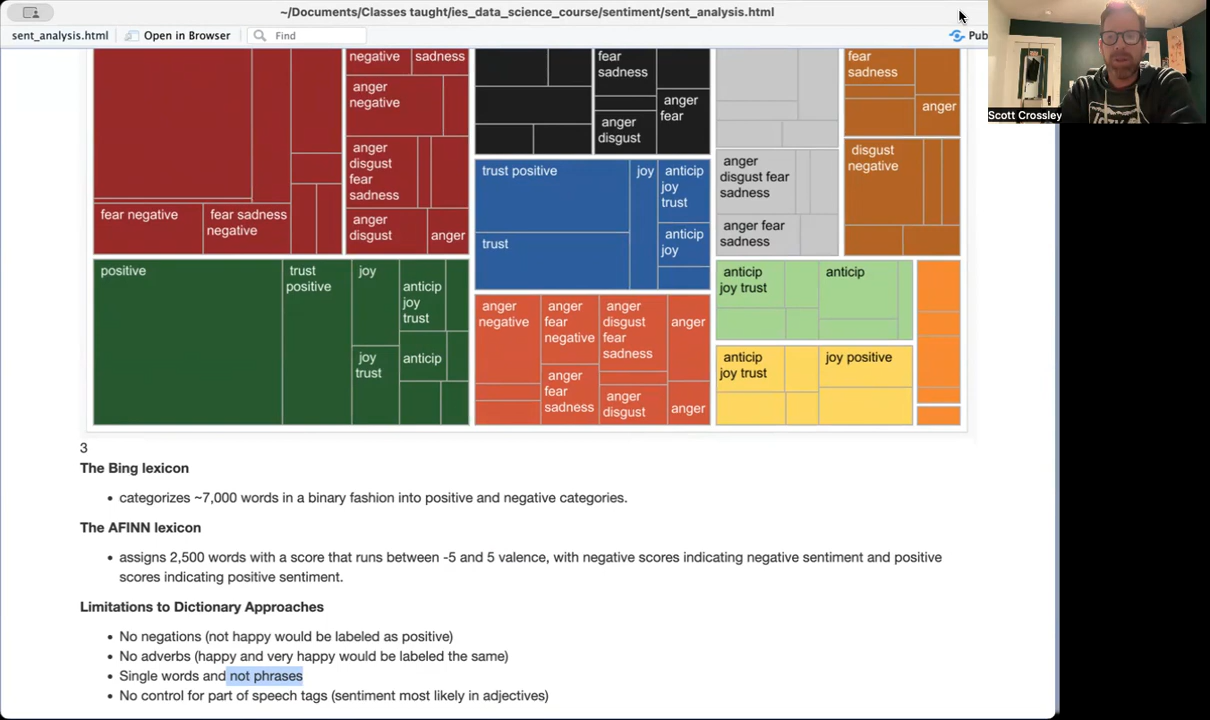 ~/Documents/Classes taught/ies_data_science_course/sentiment/sent_analysis.html
sent_analysis.html
Open in Browser
Find
Pub
Scott Crossley
negative
sadness
anger
negative
anger
disgust
fear
sadness
anger
disgust
anger
fear negative
fear sadness
negative
fear
sadness
anger
disgust
anger
fear
trust positive
joy
anticip
joy
trust
trust
anticip
joy
anger
disgust fear
sadness
anger fear
sadness
fear
sadness
anger
disgust
negative
positive
trust
positive
joy
anticip
joy
trust
joy
trust
anticip
anger
negative
anger
fear
negative
anger
disgust
fear
sadness
anger
anger
fear
sadness
anger
disgust
anger
anticip
joy trust
anticip
anticip
joy trust
joy positive
3
The Bing lexicon
• categorizes ~7,000 words in a binary fashion into positive and negative categories.
The AFINN lexicon
• assigns 2,500 words with a score that runs between -5 and 5 valence, with negative scores indicating negative sentiment and positive
scores indicating positive sentiment.
Limitations to Dictionary Approaches
• No negations (not happy would be labeled as positive)
• No adverbs (happy and very happy would be labeled the same)
• Single words and not phrases
• No control for part of speech tags (sentiment most likely in adjectives)